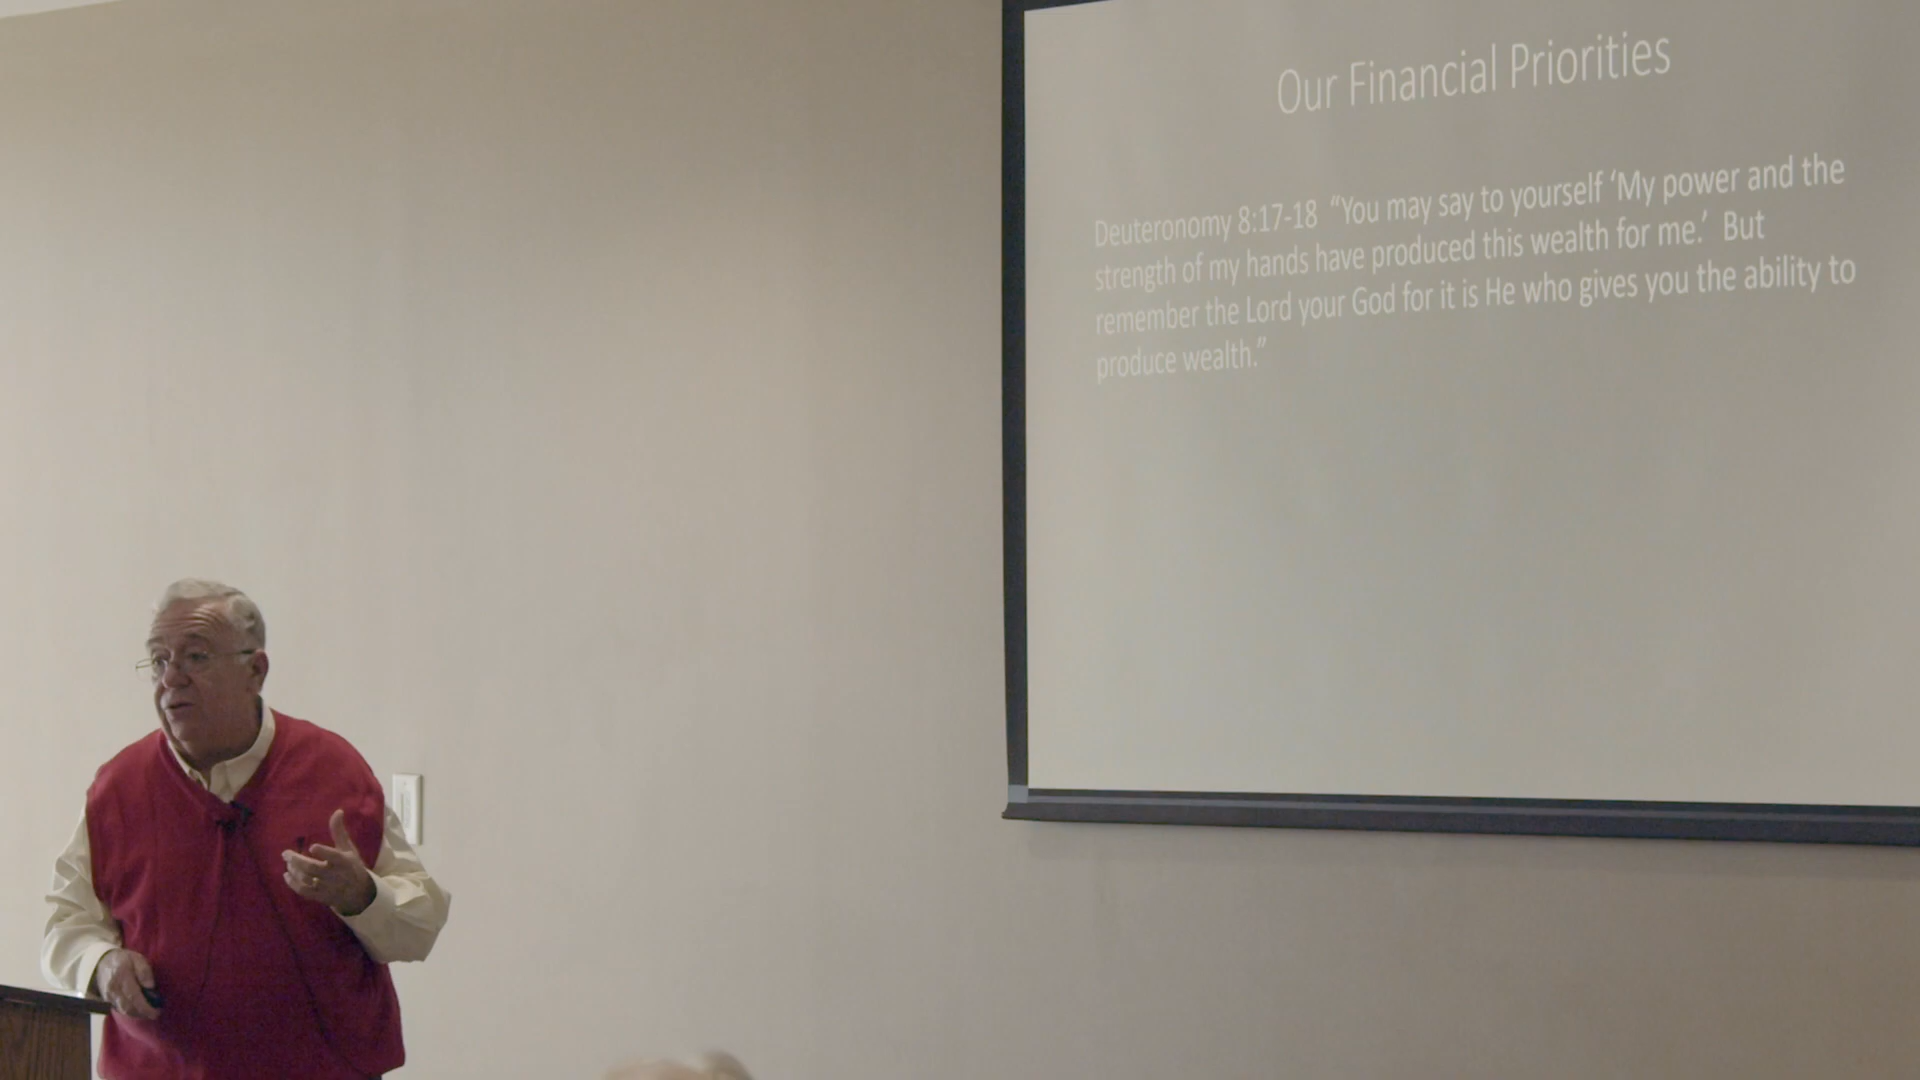 Our Financial Priorities
Deuteronomy 8:17-18 “You may say to yourself ‘My power and the
strength of my hands have produced this wealth for me.’ But
remember the Lord your God for it is He who gives you the ability to
produce wealth.”